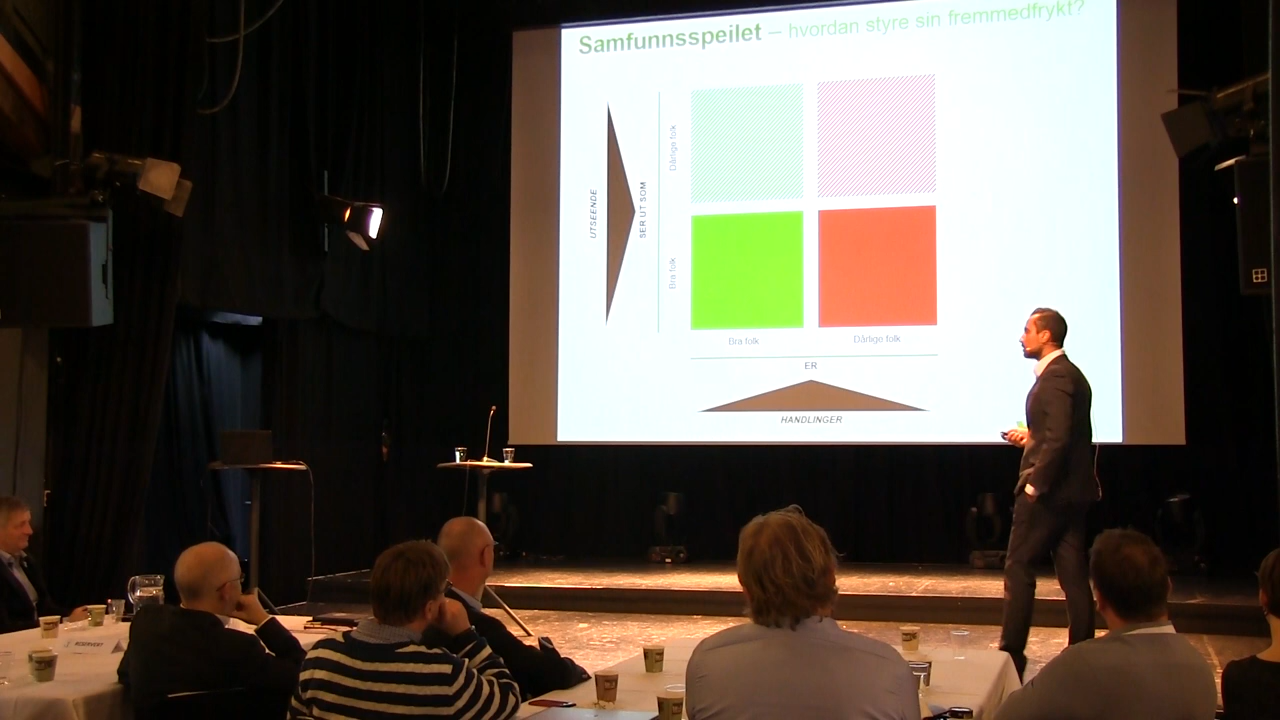 Samfunnsspeilet – hvordan styre sin fremmedfrykt?
Dårlige folk
UTSEENDE
SER UT SOM
Bra folk
Bra folk
Dårlige folk
ER
HANDLINGER
RESERVERT